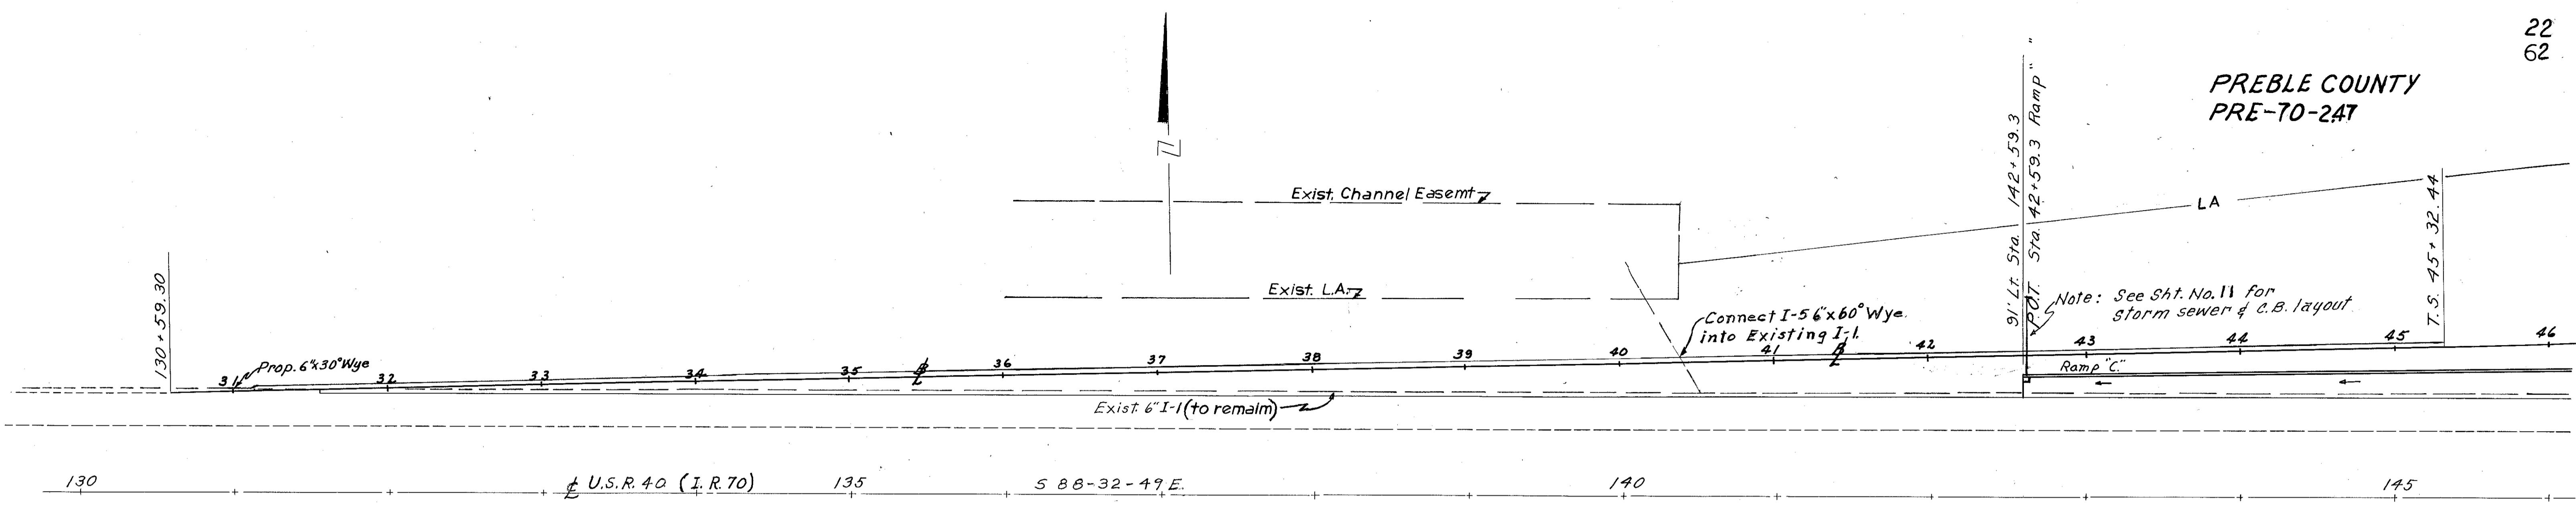 22
62
PREBLE COUNTY
PRE-70-2.47
130+59.30
Prop. 6"x30°Wye
Exist. Channel Easemt
Exist. L.A.
LA
91' Lt. Sta. 142+59.3
P.O.T. Sta. 42+59.3 Ramp " "
T.S. 45+32.44
Connect I-5 6"x60° Wye
into Existing I-1.
Note: See Sht. No. 11 for
storm sewer & C.B. layout
31 32 33 34 35 36 37 38 39 40 41 42 43 44 45 46
Ramp "C"
Exist. 6" I-1 (to remaim)
130 135 140 145
℄ U.S.R. 40 (I.R. 70)
S 88-32-49 E.